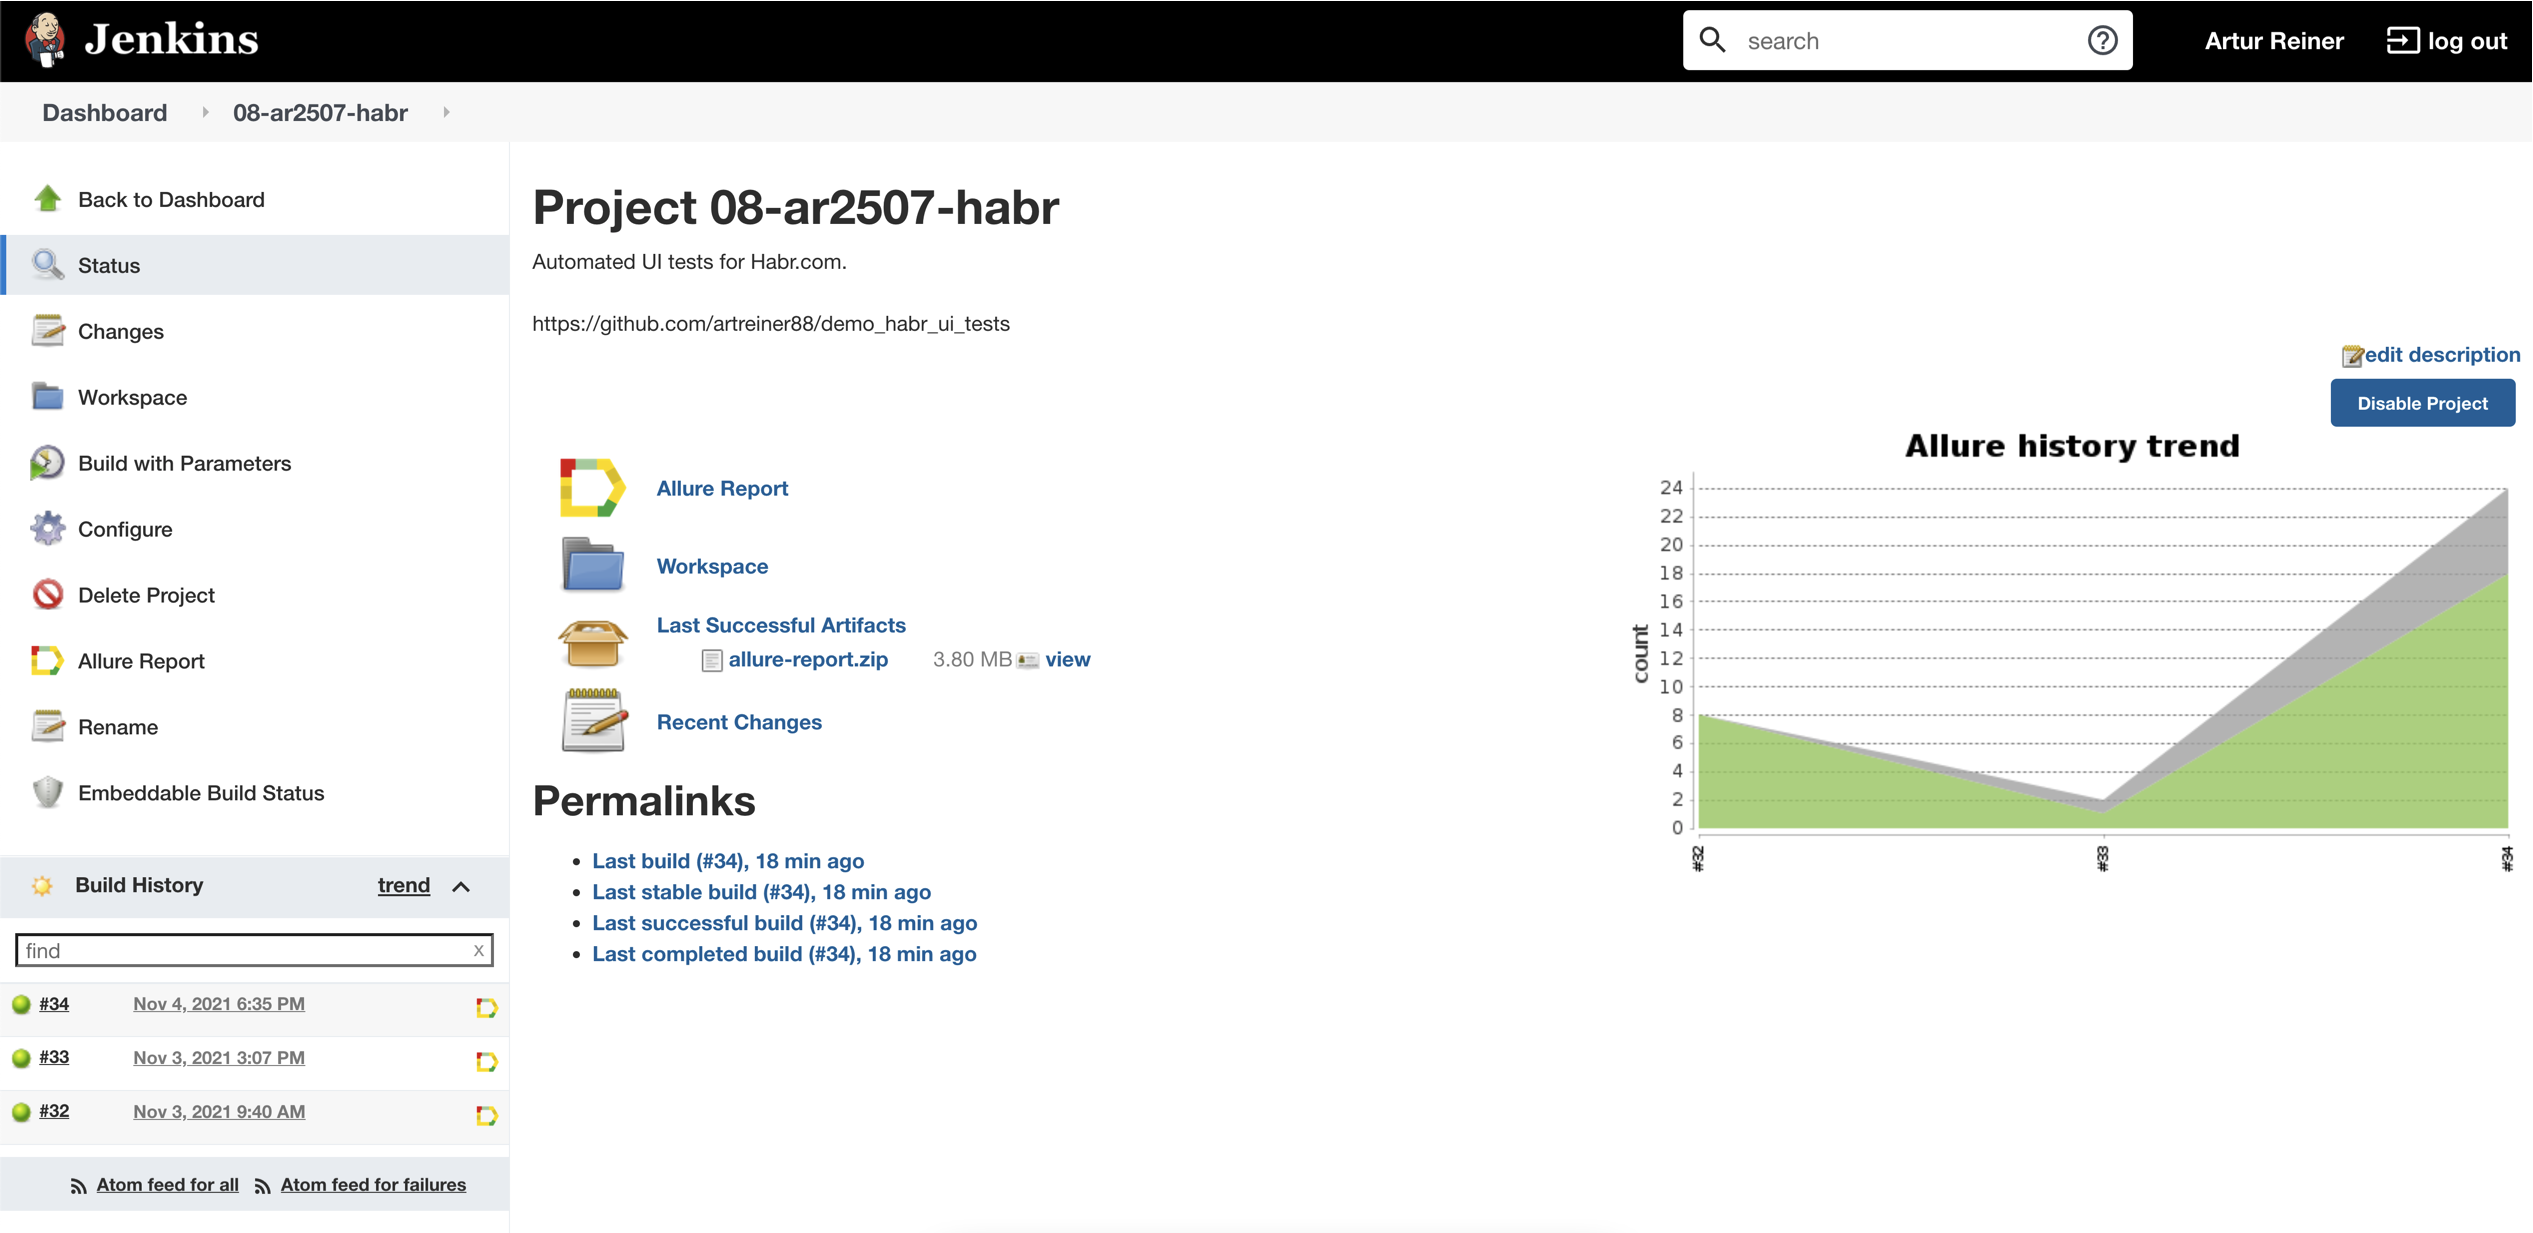 Jenkins
search
Artur Reiner
log out
Dashboard
08-ar2507-habr
Back to Dashboard
Status
Changes
Workspace
Build with Parameters
Configure
Delete Project
Allure Report
Rename
Embeddable Build Status
Build History
trend
find
x
#34
Nov 4, 2021 6:35 PM
#33
Nov 3, 2021 3:07 PM
#32
Nov 3, 2021 9:40 AM
Atom feed for all
Atom feed for failures
Project 08-ar2507-habr
Automated UI tests for Habr.com.
https://github.com/artreiner88/demo_habr_ui_tests
edit description
Disable Project
Allure Report
Workspace
Last Successful Artifacts
allure-report.zip 3.80 MB view
Recent Changes
Permalinks
Last build (#34), 18 min ago
Last stable build (#34), 18 min ago
Last successful build (#34), 18 min ago
Last completed build (#34), 18 min ago
Allure history trend
count
24
22
20
18
16
14
12
10
8
6
4
2
0
#32
#33
#34